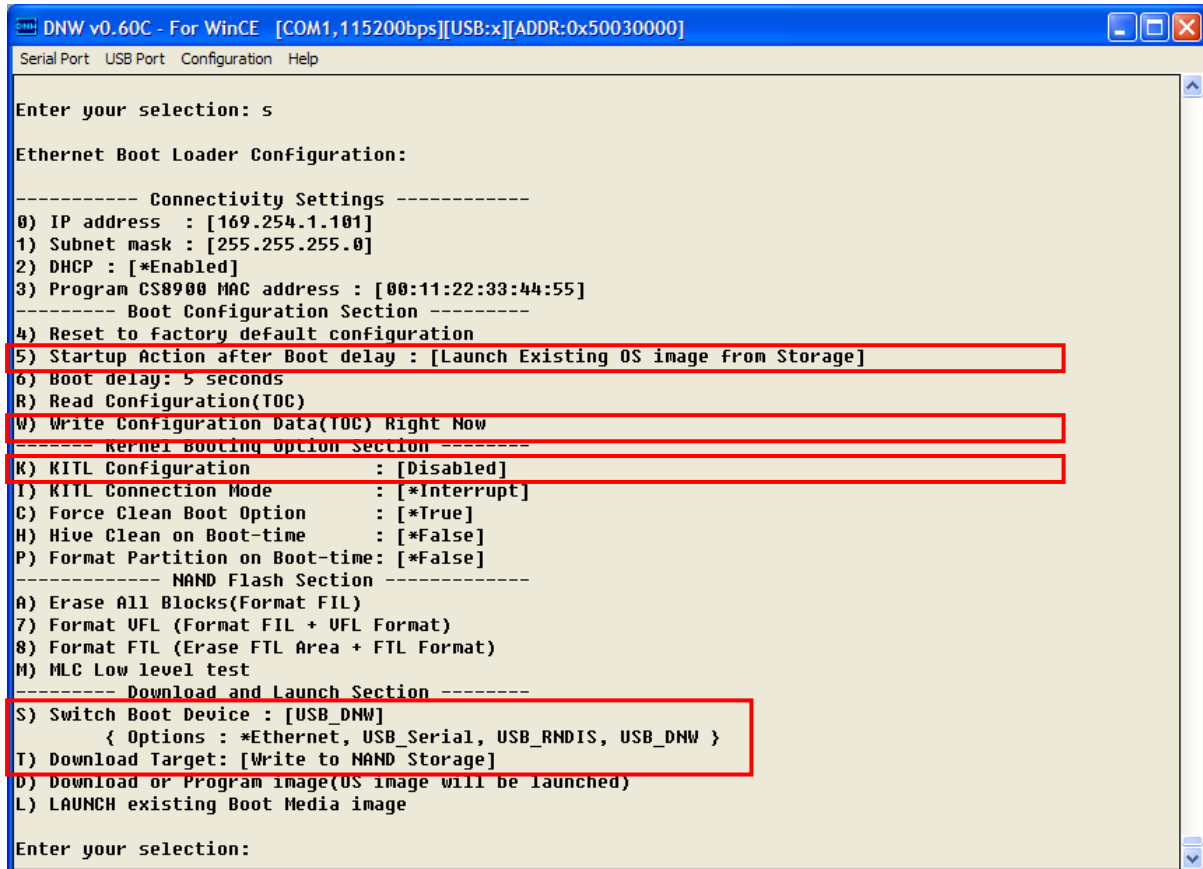 DNW v0.60C - For WinCE [COM1,115200bps][USB:x][ADDR:0x50030000]
Serial Port USB Port Configuration Help
Enter your selection: s
Ethernet Boot Loader Configuration:
----------- Connectivity Settings ------------
0) IP address  : [169.254.1.101]
1) Subnet mask : [255.255.255.0]
2) DHCP : [*Enabled]
3) Program CS8900 MAC address : [00:11:22:33:44:55]
--------- Boot Configuration Section ---------
4) Reset to factory default configuration
5) Startup Action after Boot delay : [Launch Existing OS image from Storage]
6) Boot delay: 5 seconds
R) Read Configuration(TOC)
W) Write Configuration Data(TOC) Right Now
------- Kernel Booting Option Section --------
K) KITL Configuration          : [Disabled]
I) KITL Connection Mode        : [*Interrupt]
C) Force Clean Boot Option     : [*True]
H) Hive Clean on Boot-time     : [*False]
P) Format Partition on Boot-time: [*False]
------------ NAND Flash Section -------------
A) Erase All Blocks(Format FIL)
7) Format VFL (Format FIL + VFL Format)
8) Format FTL (Erase FTL Area + FTL Format)
M) MLC Low level test
--------- Download and Launch Section --------
S) Switch Boot Device : [USB_DNW]
{ Options : *Ethernet, USB_Serial, USB_RNDIS, USB_DNW }
T) Download Target: [Write to NAND Storage]
D) Download or Program image(OS image will be launched)
L) LAUNCH existing Boot Media image
Enter your selection: